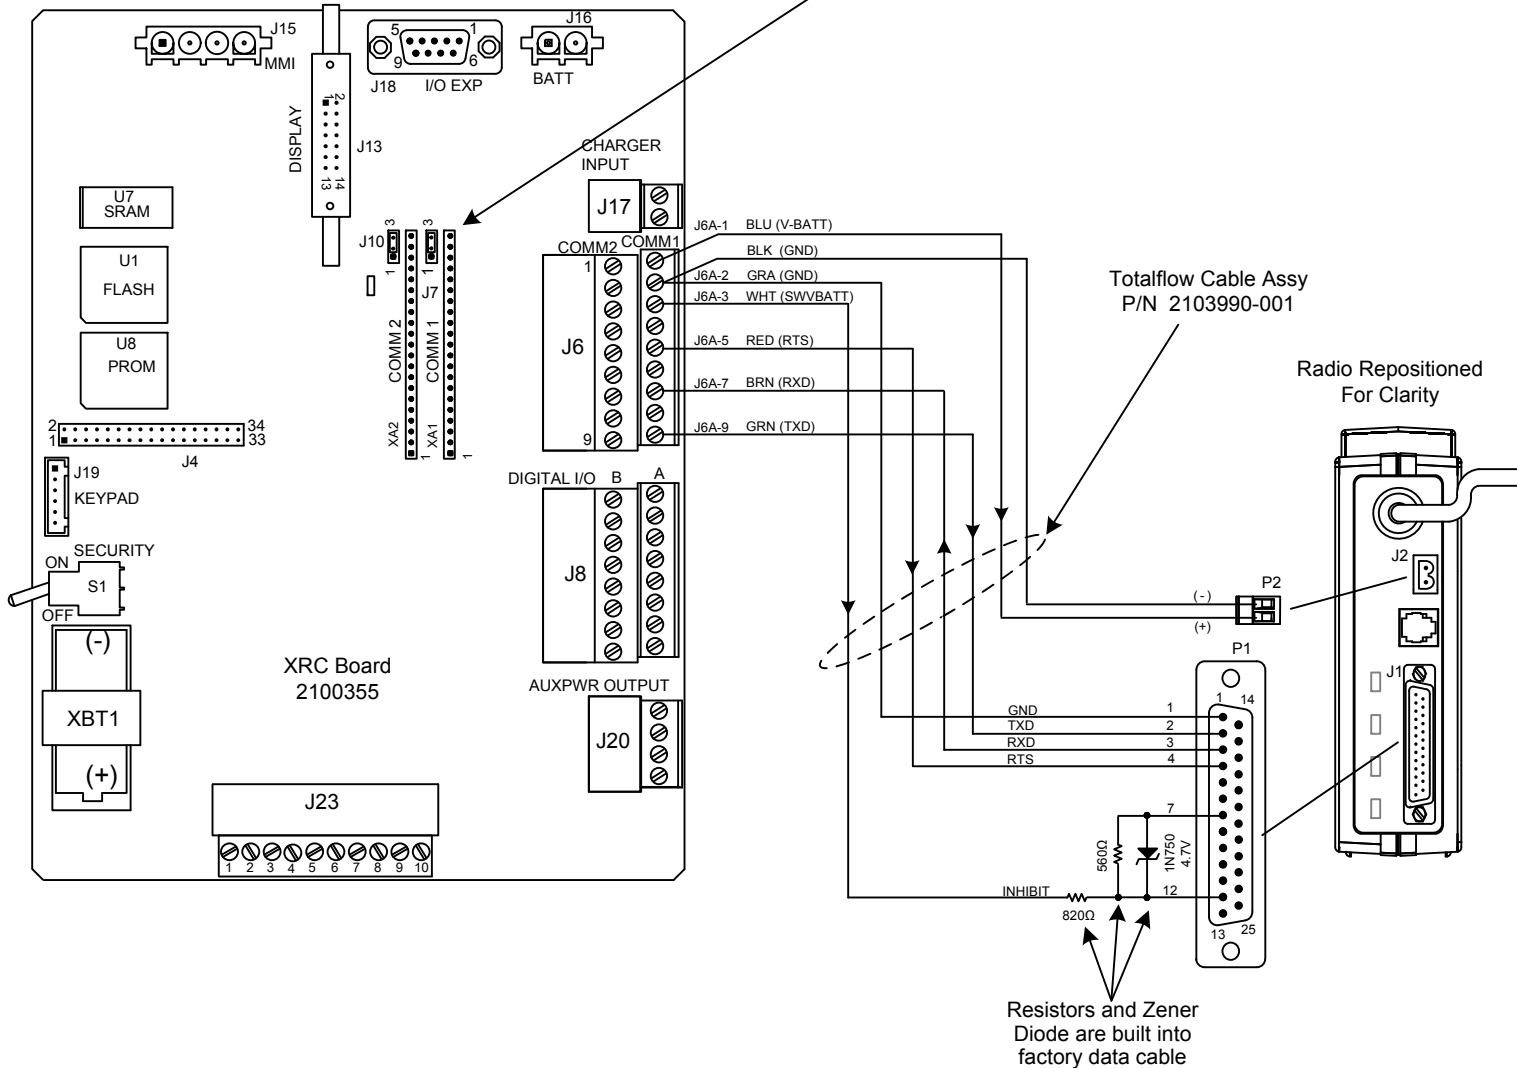 J15
MMI
5
1
9
6
J18
I/O EXP
J16
BATT
DISPLAY
1
2
13
14
J13
CHARGER
INPUT
J17
U7
SRAM
U1
FLASH
U8
PROM
J10
3
1
3
1
J7
COMM 2
COMM 1
XA2
XA1
1
1
COMM2
COMM1
1
J6
9
J6A-1 BLU (V-BATT)
BLK (GND)
J6A-2 GRA (GND)
J6A-3 WHT (SWVBATT)
J6A-5 RED (RTS)
J6A-7 BRN (RXD)
J6A-9 GRN (TXD)
Totalflow Cable Assy
P/N 2103990-001
Radio Repositioned
For Clarity
2
34
1
33
J4
J19
KEYPAD
SECURITY
ON
S1
OFF
(-)
XBT1
(+)
XRC Board
2100355
DIGITAL I/O B A
J8
AUXPWR OUTPUT
J20
J23
1 2 3 4 5 6 7 8 9 10
J2
P2
(-)
(+)
P1
J1
1 14
GND 1
TXD 2
RXD 3
RTS 4
7
560Ω
1N750
4.7V
INHIBIT
12
820Ω
13 25
Resistors and Zener
Diode are built into
factory data cable